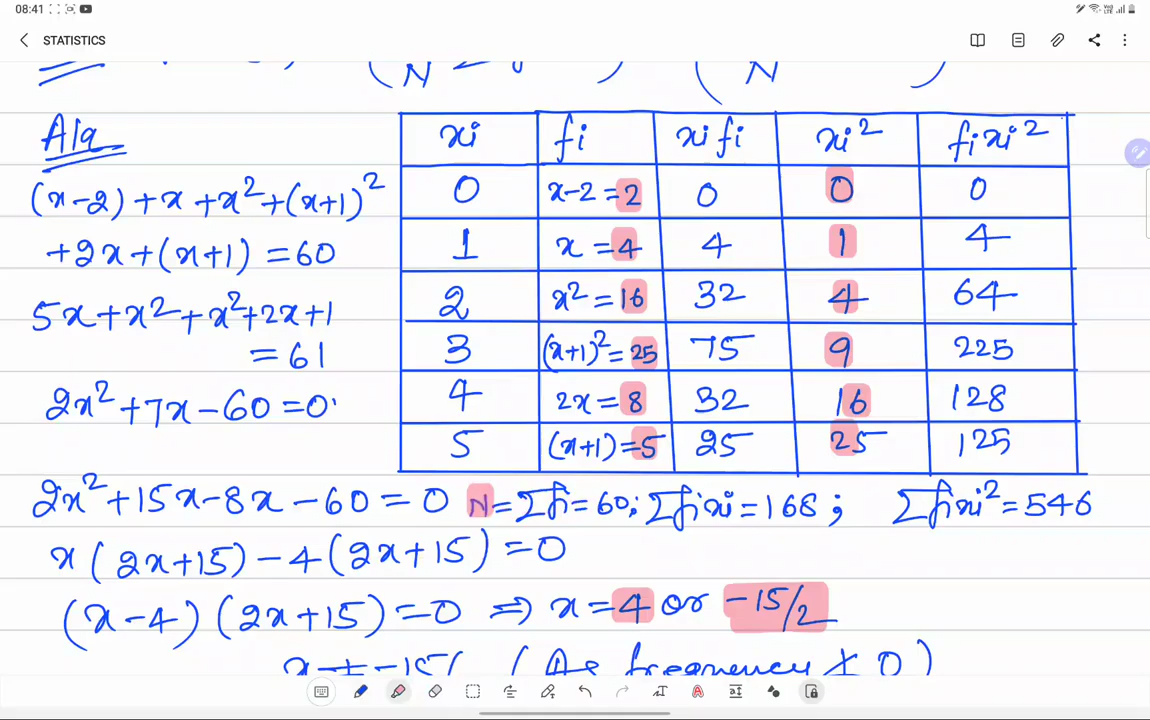 08:41
STATISTICS
N
N
A/q
(x-2)+x+x²+(x+1)²
+2x+(x+1)=60
5x+x²+x²+2x+1
=61
2x²+7x-60=0
xi fi xifi xi² fixi²
0 x-2=2 0 0 0
1 x=4 4 1 4
2 x²=16 32 4 64
3 (x+1)²=25 75 9 225
4 2x=8 32 16 128
5 (x+1)=5 25 25 125
2x²+15x-8x-60=0 N=Σfi=60; Σfixi=168; Σfixi²=546
x(2x+15)-4(2x+15)=0
(x-4)(2x+15)=0 ⇒ x=4 or -15/2
x≠-15/ (As frequency ≮ 0)